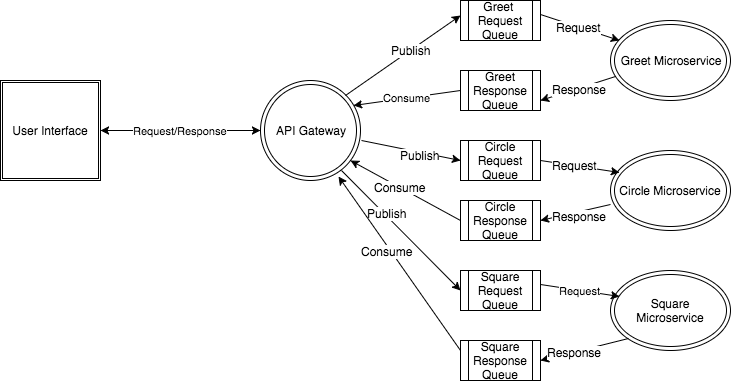 Greet
Request
Queue
Request
Publish
Greet Microservice
Greet
Response
Queue
Response
Consume
User Interface
Request/Response
API Gateway
Publish
Circle
Request
Queue
Request
Consume
Circle Microservice
Circle
Response
Queue
Response
Publish
Consume
Square
Request
Queue
Request
Square
Microservice
Square
Response
Queue
Response